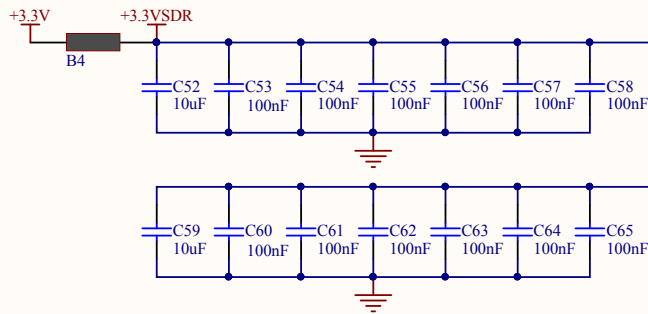 +3.3V +3.3VSDR
B4
C52 C53 C54 C55 C56 C57 C58
10uF 100nF 100nF 100nF 100nF 100nF 100nF
C59 C60 C61 C62 C63 C64 C65
10uF 100nF 100nF 100nF 100nF 100nF 100nF